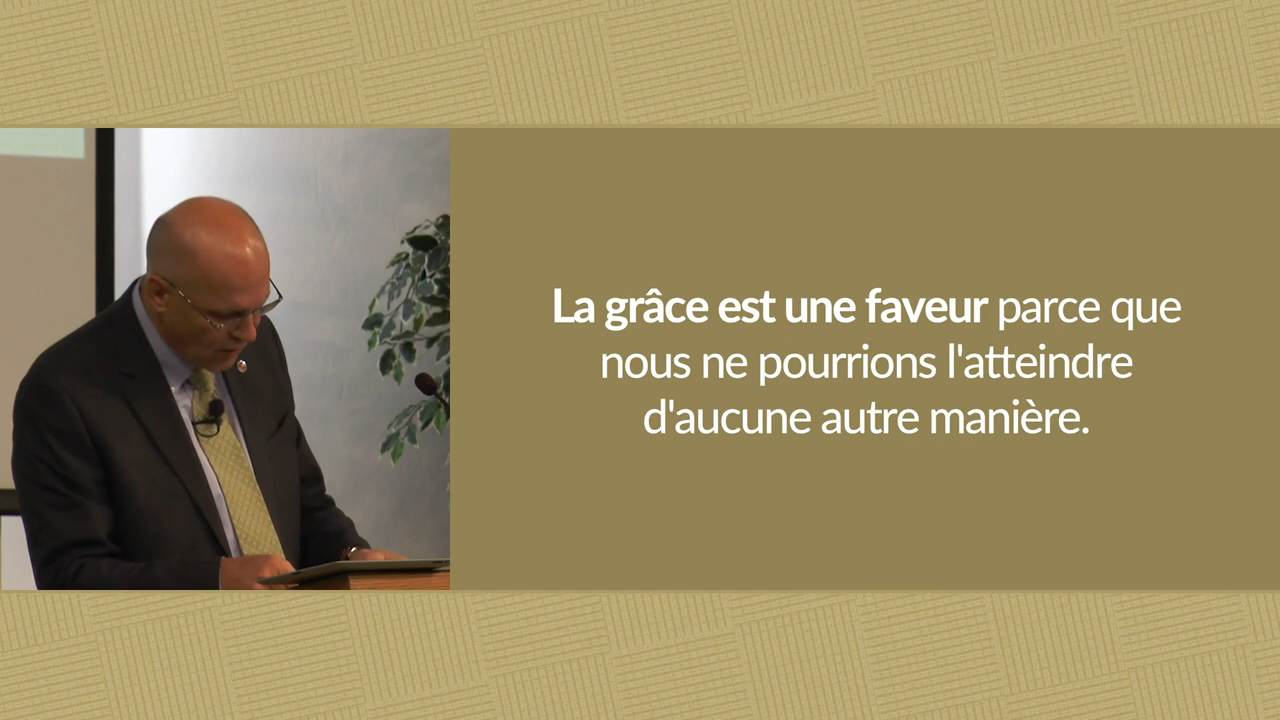 La grâce est une faveur parce que
nous ne pourrions l'atteindre
d'aucune autre manière.